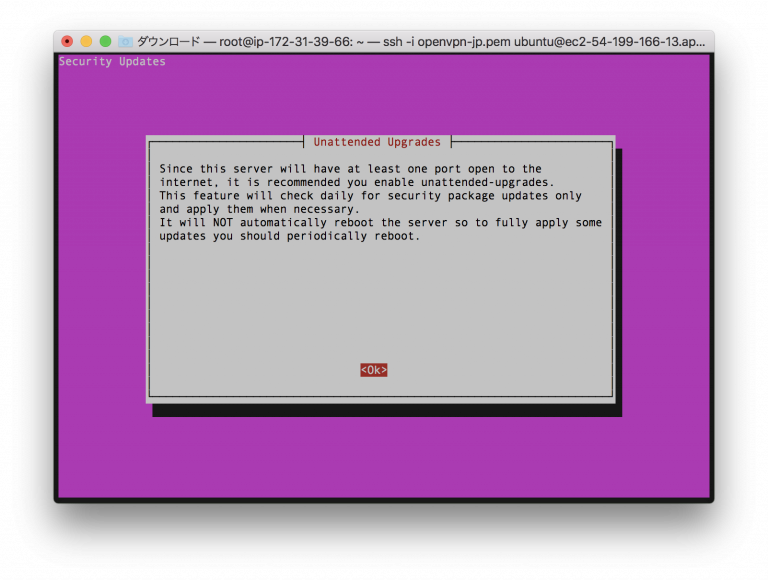 ダウンロード — root@ip-172-31-39-66: ~ — ssh -i openvpn-jp.pem ubuntu@ec2-54-199-166-13.ap...
Security Updates
Unattended Upgrades
Since this server will have at least one port open to the
internet, it is recommended you enable unattended-upgrades.
This feature will check daily for security package updates only
and apply them when necessary.
It will NOT automatically reboot the server so to fully apply some
updates you should periodically reboot.
<Ok>